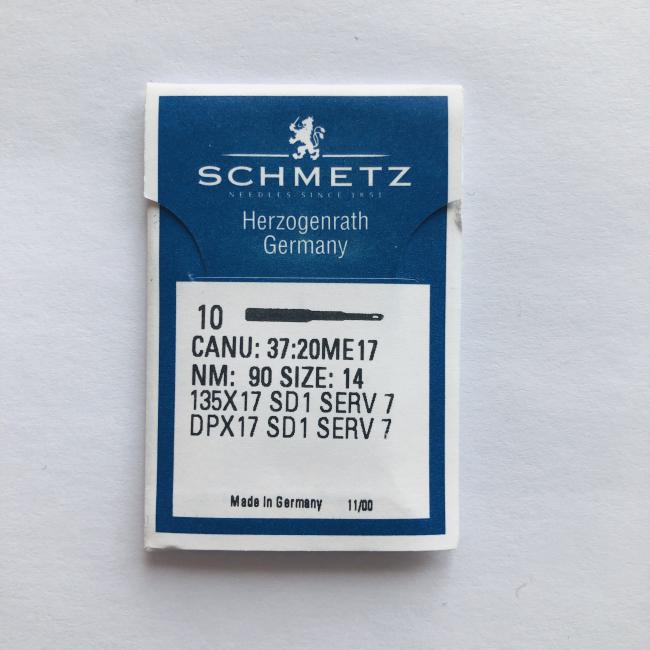 SCHMETZ
NEEDLES SINCE 1851
Herzogenrath
Germany
10
CANU: 37:20ME17
NM: 90 SIZE: 14
135X17 SD1 SERV 7
DPX17 SD1 SERV 7
Made in Germany 11/00